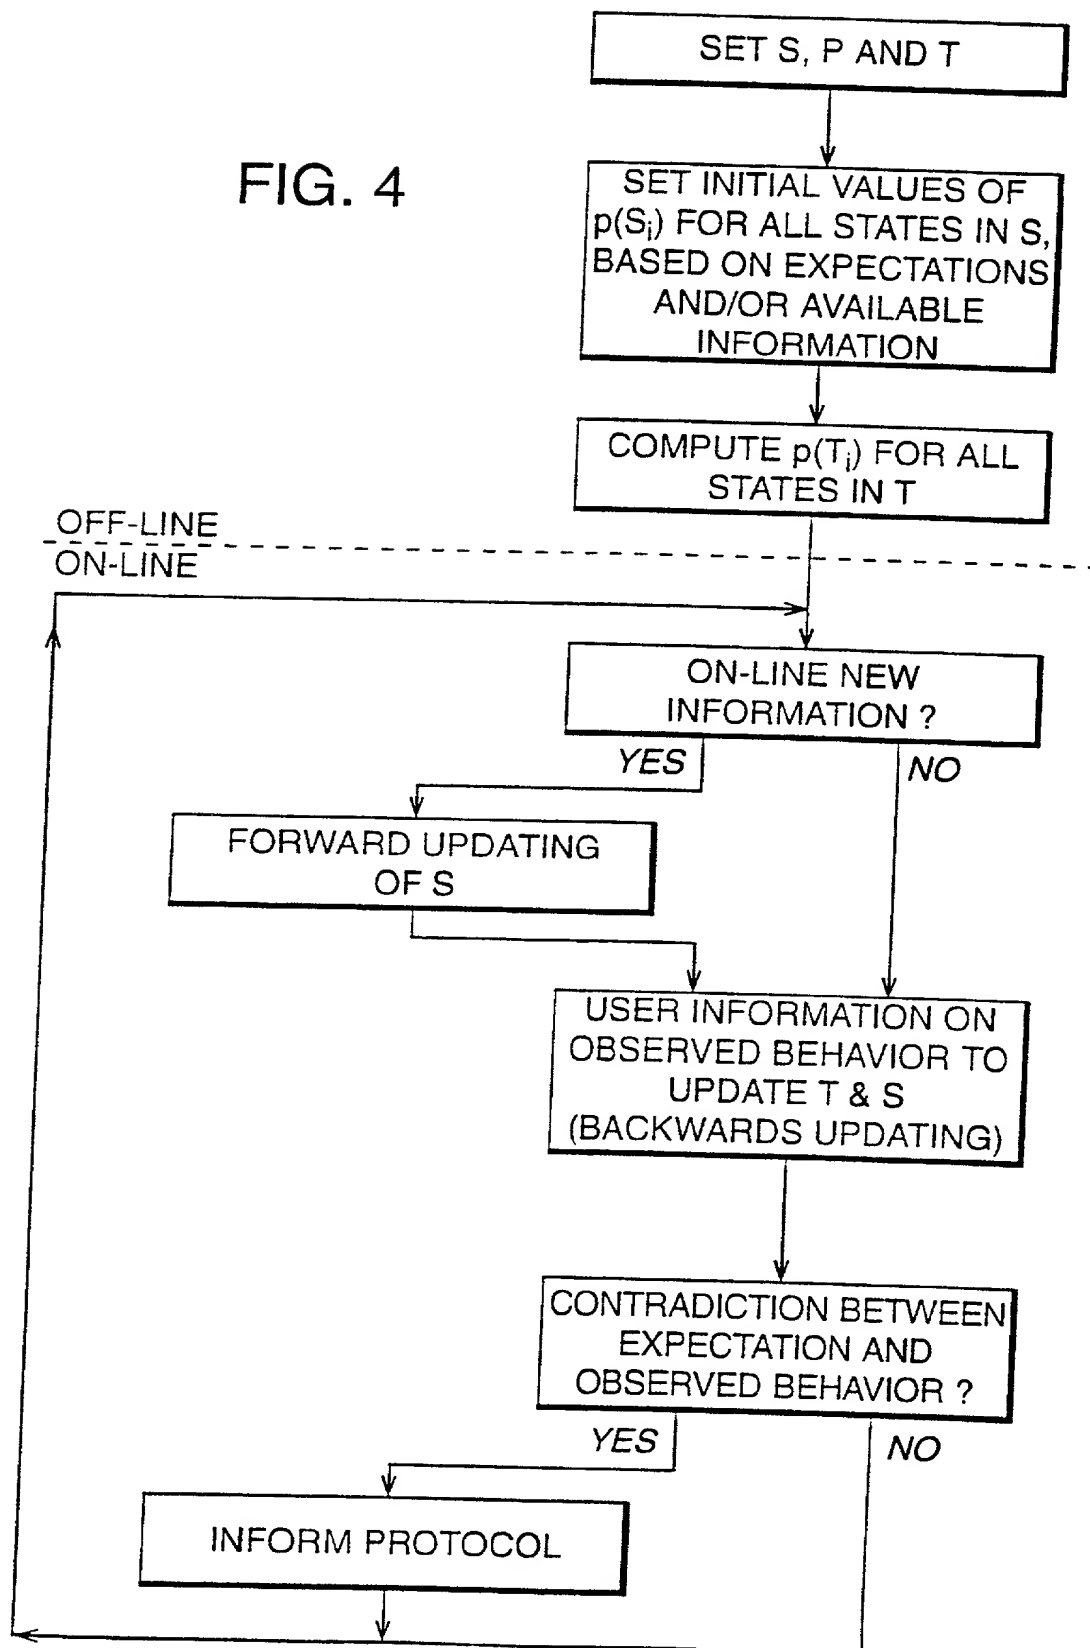 SET S, P AND T
FIG. 4
SET INITIAL VALUES OF
p(Si) FOR ALL STATES IN S,
BASED ON EXPECTATIONS
AND/OR AVAILABLE
INFORMATION
COMPUTE p(Ti) FOR ALL
STATES IN T
OFF-LINE
ON-LINE
ON-LINE NEW
INFORMATION ?
YES
NO
FORWARD UPDATING
OF S
USER INFORMATION ON
OBSERVED BEHAVIOR TO
UPDATE T & S
(BACKWARDS UPDATING)
CONTRADICTION BETWEEN
EXPECTATION AND
OBSERVED BEHAVIOR ?
YES
NO
INFORM PROTOCOL